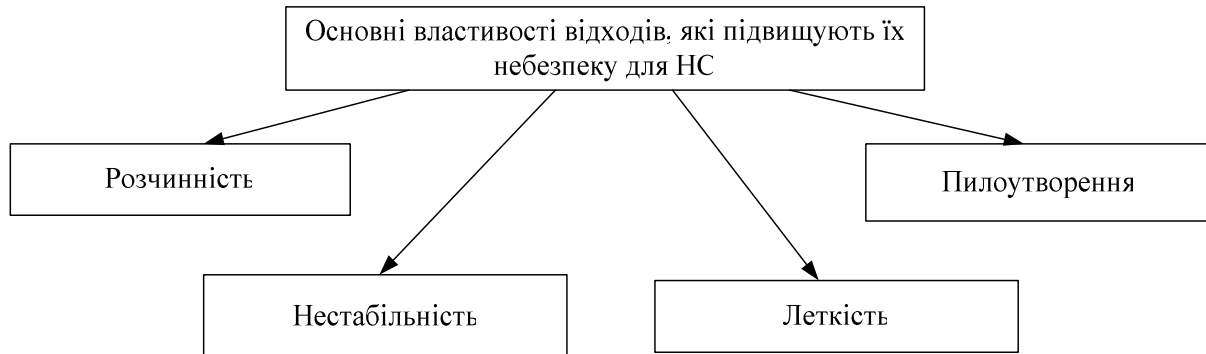 Основні властивості відходів, які підвищують їх
небезпеку для НС
Розчинність
Пилоутворення
Нестабільність
Леткість